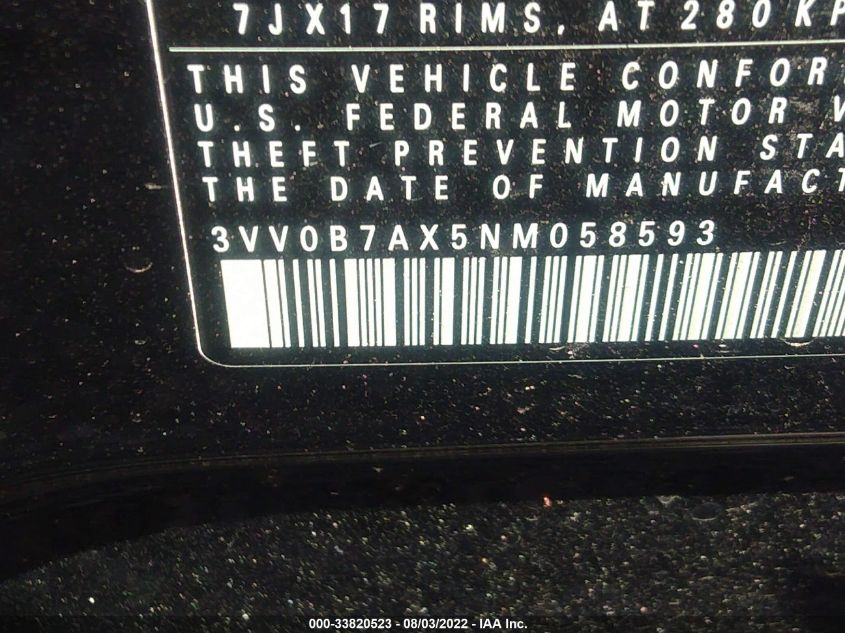 7JX17 RIMS, AT 280 KP
THIS VEHICLE CONFOR
U.S. FEDERAL MOTOR V
THEFT PREVENTION STA
THE DATE OF MANUFACT
3VV0B7AX5NM058593
000-33820523 - 08/03/2022 - IAA Inc.